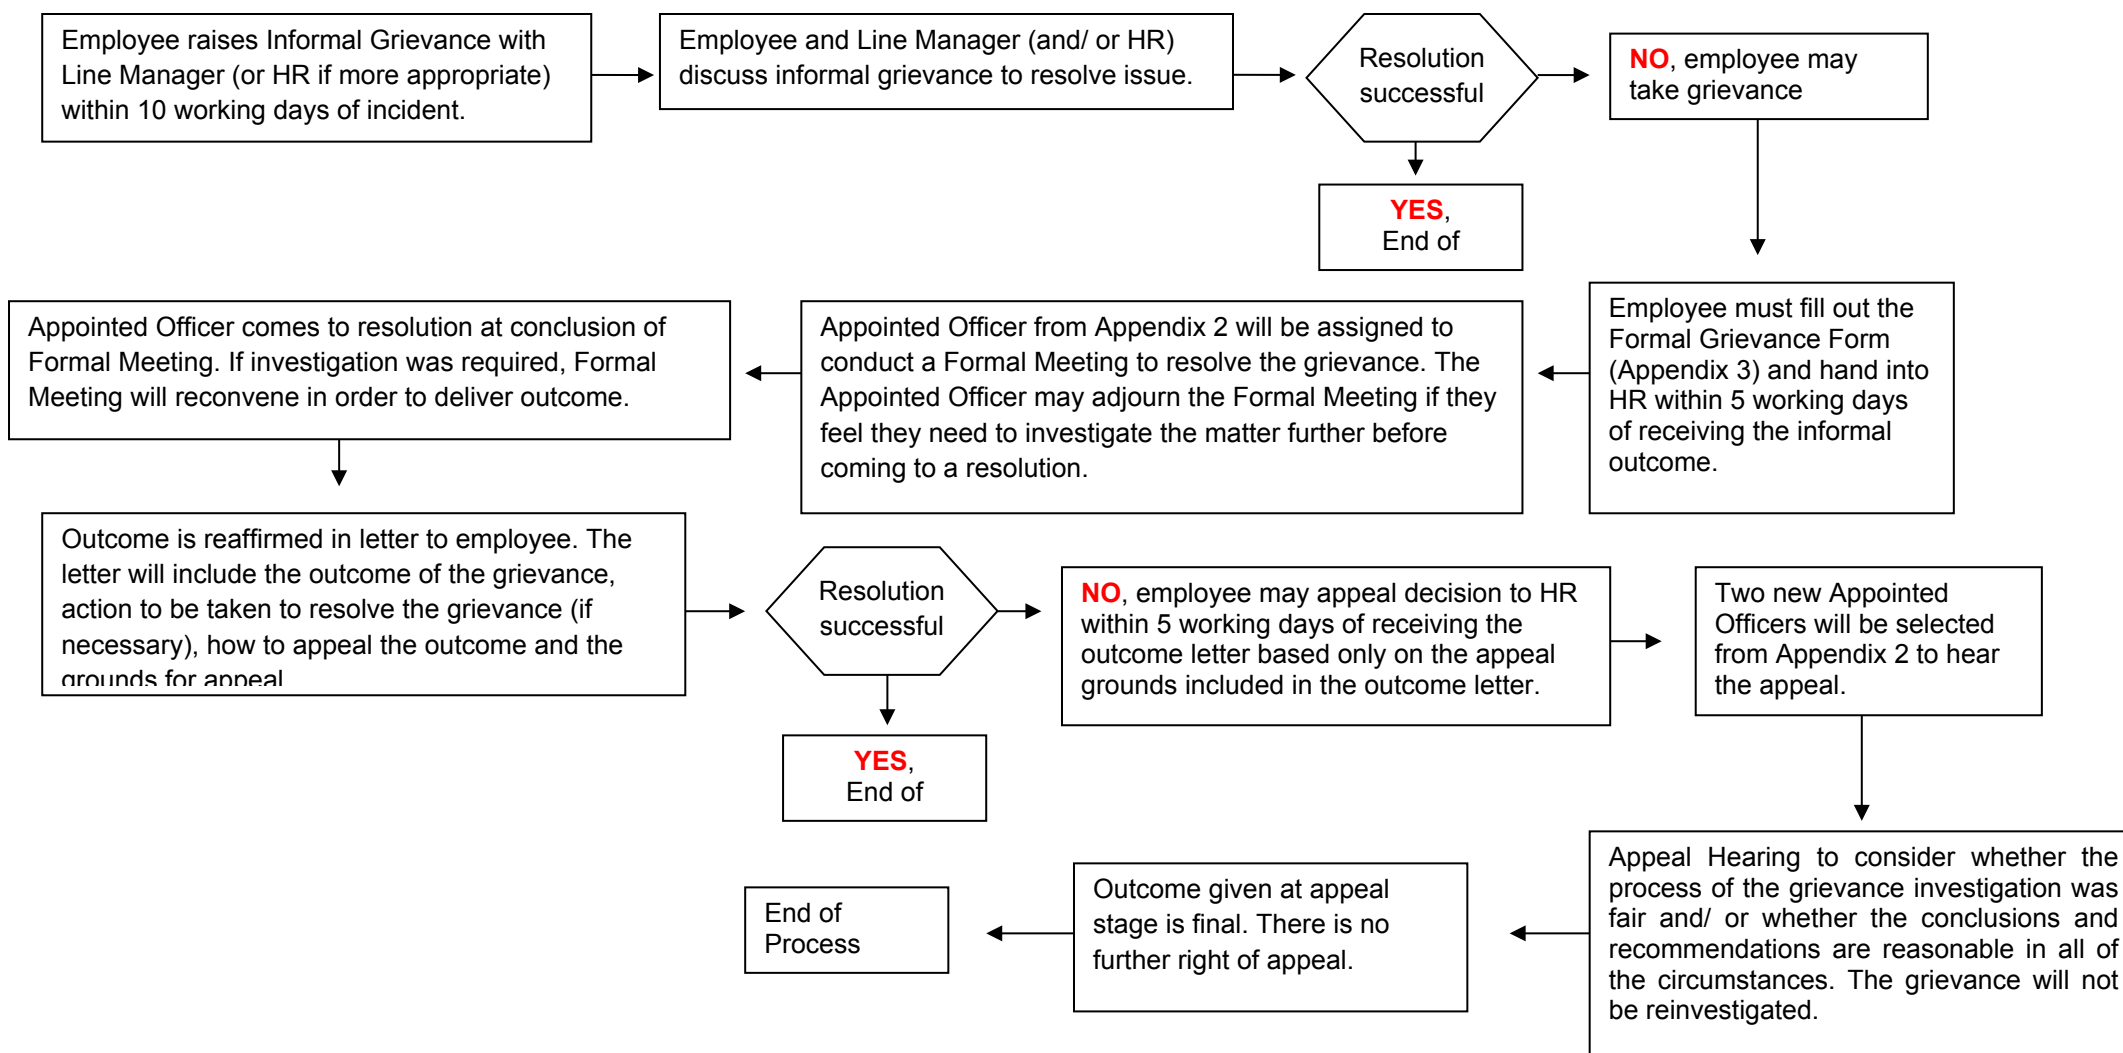 Employee raises Informal Grievance with
Line Manager (or HR if more appropriate)
within 10 working days of incident.
Employee and Line Manager (and/ or HR)
discuss informal grievance to resolve issue.
Resolution
successful
NO, employee may
take grievance
YES,
End of
Employee must fill out the
Formal Grievance Form
(Appendix 3) and hand into
HR within 5 working days
of receiving the informal
outcome.
Appointed Officer from Appendix 2 will be assigned to
conduct a Formal Meeting to resolve the grievance. The
Appointed Officer may adjourn the Formal Meeting if they
feel they need to investigate the matter further before
coming to a resolution.
Appointed Officer comes to resolution at conclusion of
Formal Meeting. If investigation was required, Formal
Meeting will reconvene in order to deliver outcome.
Outcome is reaffirmed in letter to employee. The
letter will include the outcome of the grievance,
action to be taken to resolve the grievance (if
necessary), how to appeal the outcome and the
grounds for appeal
Resolution
successful
YES,
End of
NO, employee may appeal decision to HR
within 5 working days of receiving the
outcome letter based only on the appeal
grounds included in the outcome letter.
Two new Appointed
Officers will be selected
from Appendix 2 to hear
the appeal.
Appeal Hearing to consider whether the
process of the grievance investigation was
fair and/ or whether the conclusions and
recommendations are reasonable in all of
the circumstances. The grievance will not
be reinvestigated.
Outcome given at appeal
stage is final. There is no
further right of appeal.
End of
Process